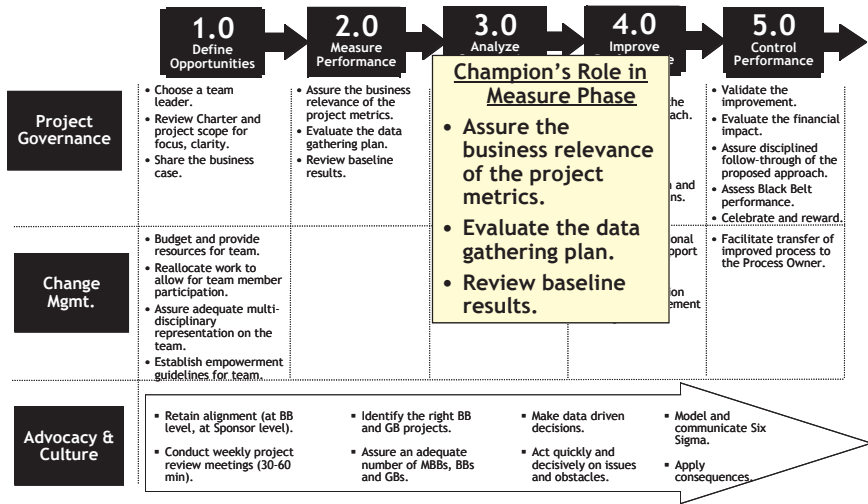 1.0
Define
Opportunities
2.0
Measure
Performance
3.0
Analyze
4.0
Improve
5.0
Control
Performance
Project
Governance
• Choose a team
leader.
• Review Charter and
project scope for
focus, clarity.
• Share the business
case.
• Assure the business
relevance of the
project metrics.
• Evaluate the data
gathering plan.
• Review baseline
results.
Champion's Role in
Measure Phase
• Assure the
business relevance
of the project
metrics.
• Evaluate the data
gathering plan.
• Review baseline
results.
• Validate the
improvement.
• Evaluate the financial
impact.
• Assure disciplined
follow-through of the
proposed approach.
• Assess Black Belt
performance.
• Celebrate and reward.
Change
Mgmt.
• Budget and provide
resources for team.
• Reallocate work to
allow for team member
participation.
• Assure adequate multi-
disciplinary
representation on the
team.
• Establish empowerment
guidelines for team.
• Facilitate transfer of
improved process to
the Process Owner.
Advocacy &
Culture
▪ Retain alignment (at BB
level, at Sponsor level).
▪ Conduct weekly project
review meetings (30-60
min).
▪ Identify the right BB
and GB projects.
▪ Assure an adequate
number of MBBs, BBs
and GBs.
▪ Make data driven
decisions.
▪ Act quickly and
decisively on issues
and obstacles.
▪ Model and
communicate Six
Sigma.
▪ Apply
consequences.